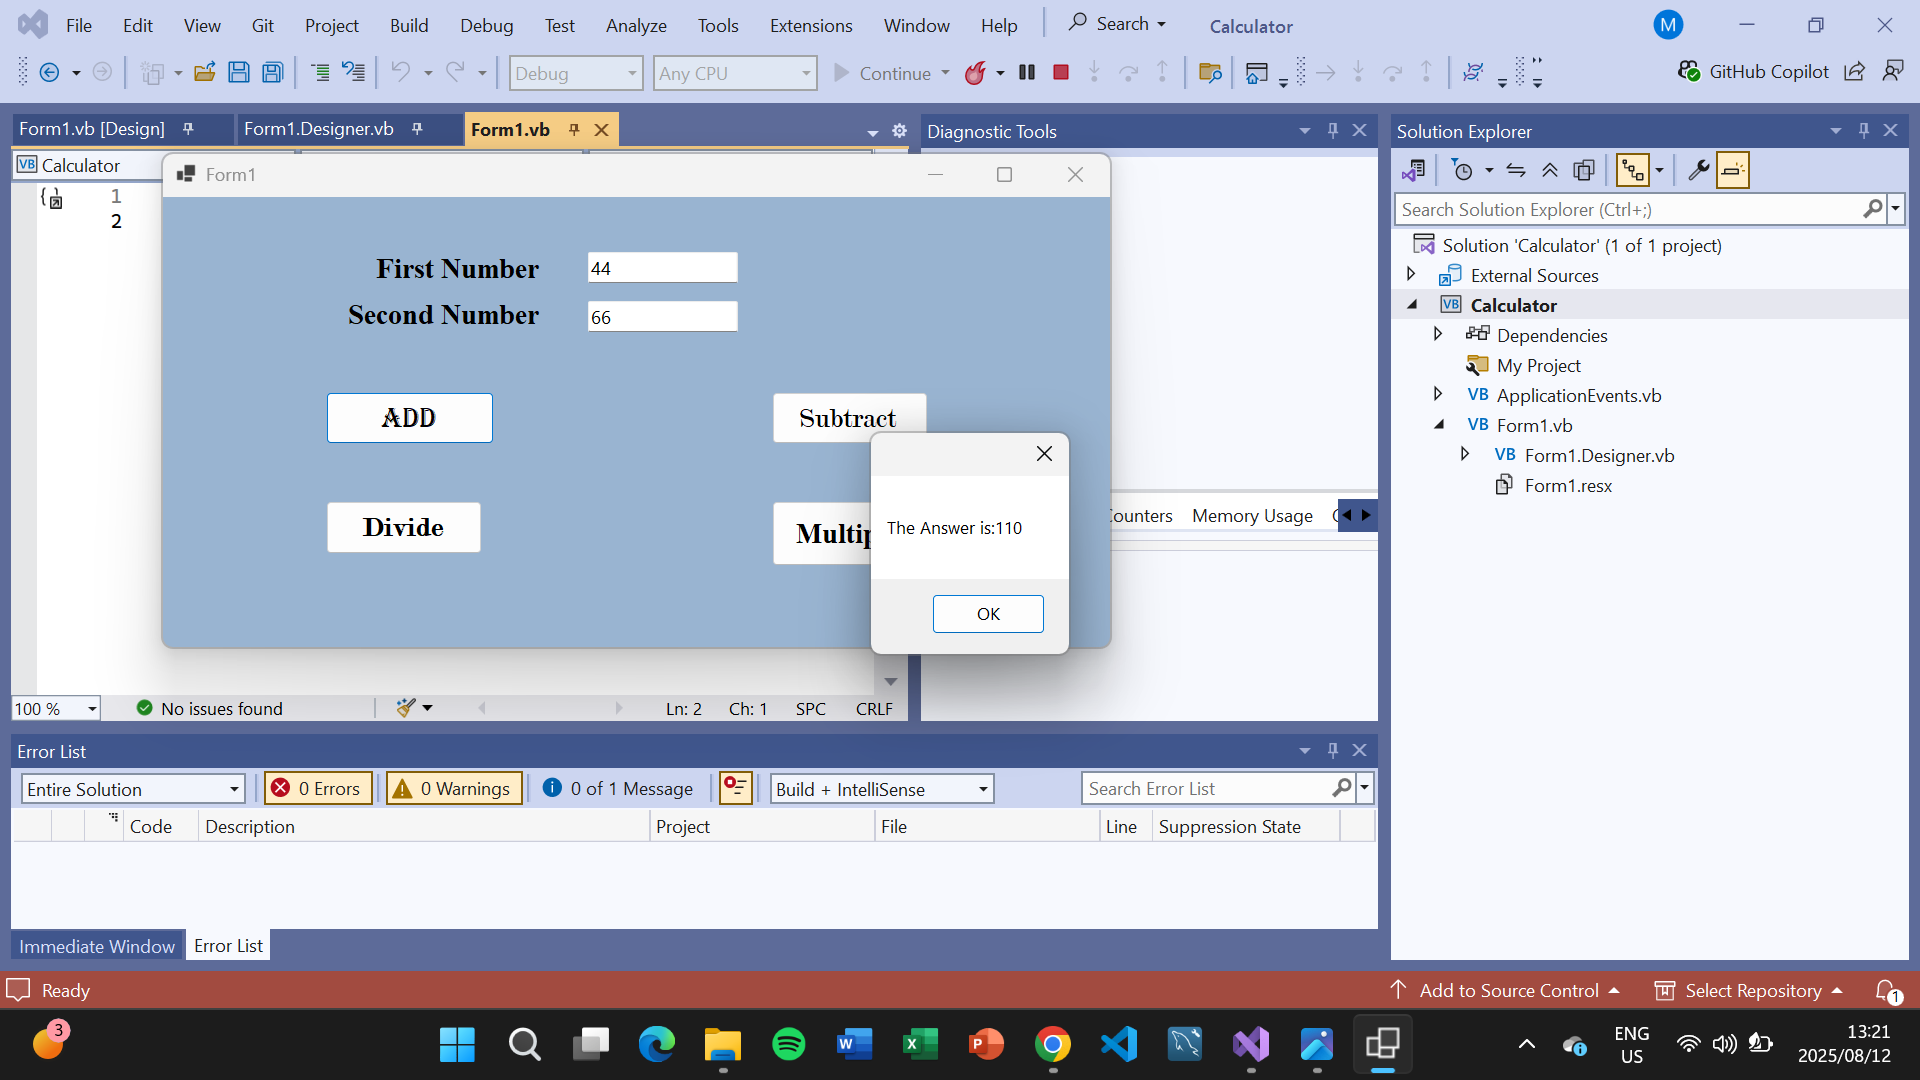 File Edit View Git Project Build Debug Test Analyze Tools Extensions Window Help Search Calculator M
Debug Any CPU Continue GitHub Copilot
Form1.vb [Design] Form1.Designer.vb Form1.vb
VB Calculator
1
2
Form1
First Number 44
Second Number 66
ADD Subtract
Divide
The Answer is:110
OK
100 % No issues found Ln: 2 Ch: 1 SPC CRLF
Diagnostic Tools
Memory Usage
Solution Explorer
Search Solution Explorer (Ctrl+;)
Solution 'Calculator' (1 of 1 project)
External Sources
VB Calculator
Dependencies
My Project
VB ApplicationEvents.vb
VB Form1.vb
VB Form1.Designer.vb
Form1.resx
Error List
Entire Solution 0 Errors 0 Warnings 0 of 1 Message Build + IntelliSense Search Error List
Code Description Project File Line Suppression State
Immediate Window Error List
Ready Add to Source Control Select Repository 1
3 ENG 13:21
US 2025/08/12